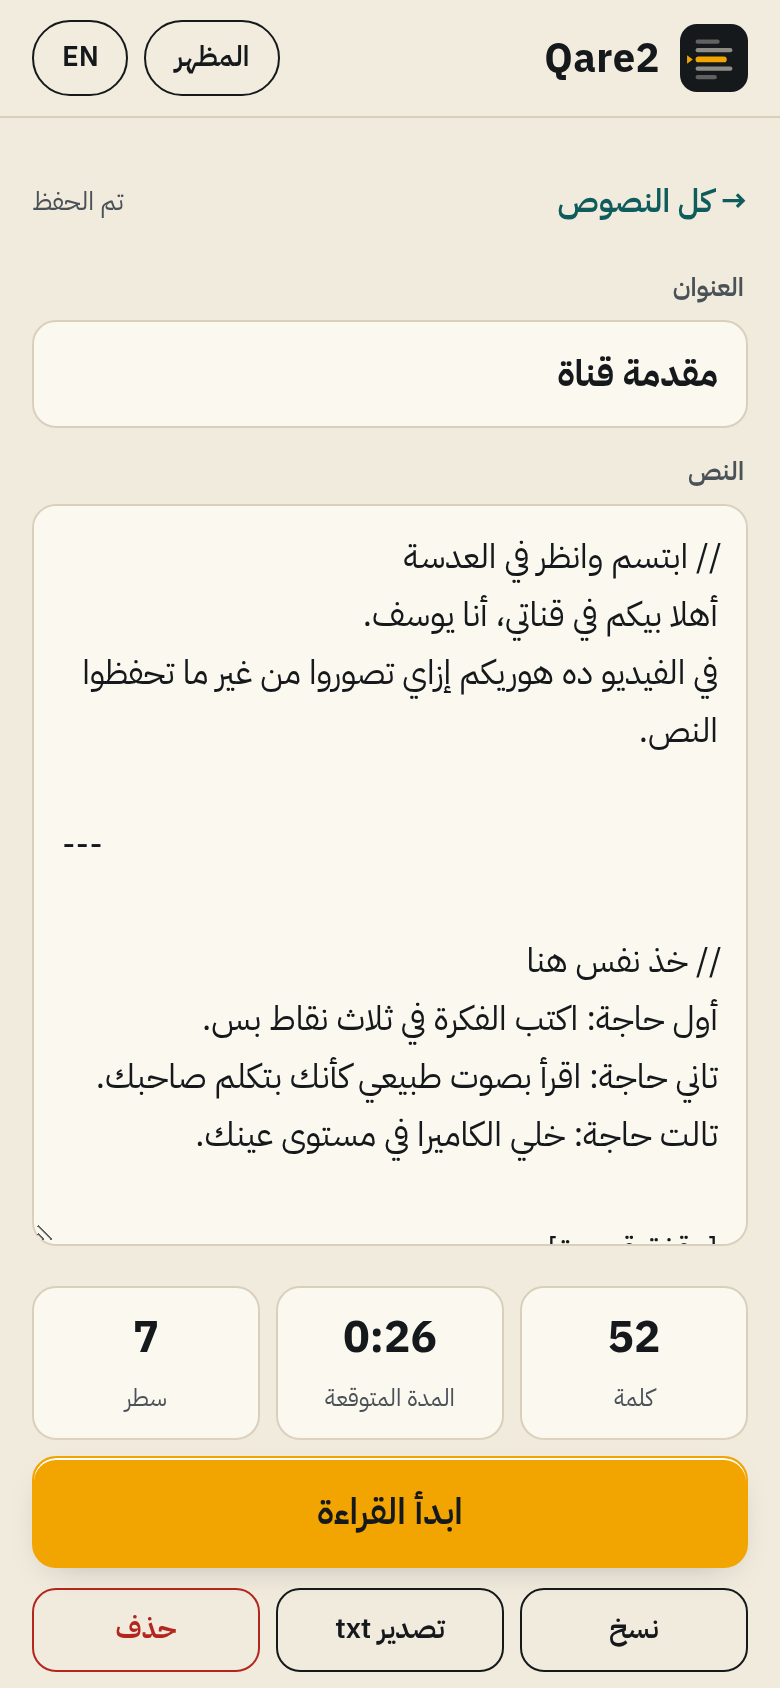 Qare2
المظهر
EN
→ كل النصوص
تم الحفظ
العنوان
مقدمة قناة
النص
// ابتسم وانظر في العدسة
أهلا بيكم في قناتي، أنا يوسف.
في الفيديو ده هوريكم إزاي تصوروا من غير ما تحفظوا
النص.
---
// خذ نفس هنا
أول حاجة: اكتب الفكرة في ثلاث نقاط بس.
تاني حاجة: اقرأ بصوت طبيعي كأنك بتكلم صاحبك.
تالت حاجة: خلي الكاميرا في مستوى عينك.
52
كلمة
0:26
المدة المتوقعة
7
سطر
ابدأ القراءة
نسخ
تصدير txt
حذف